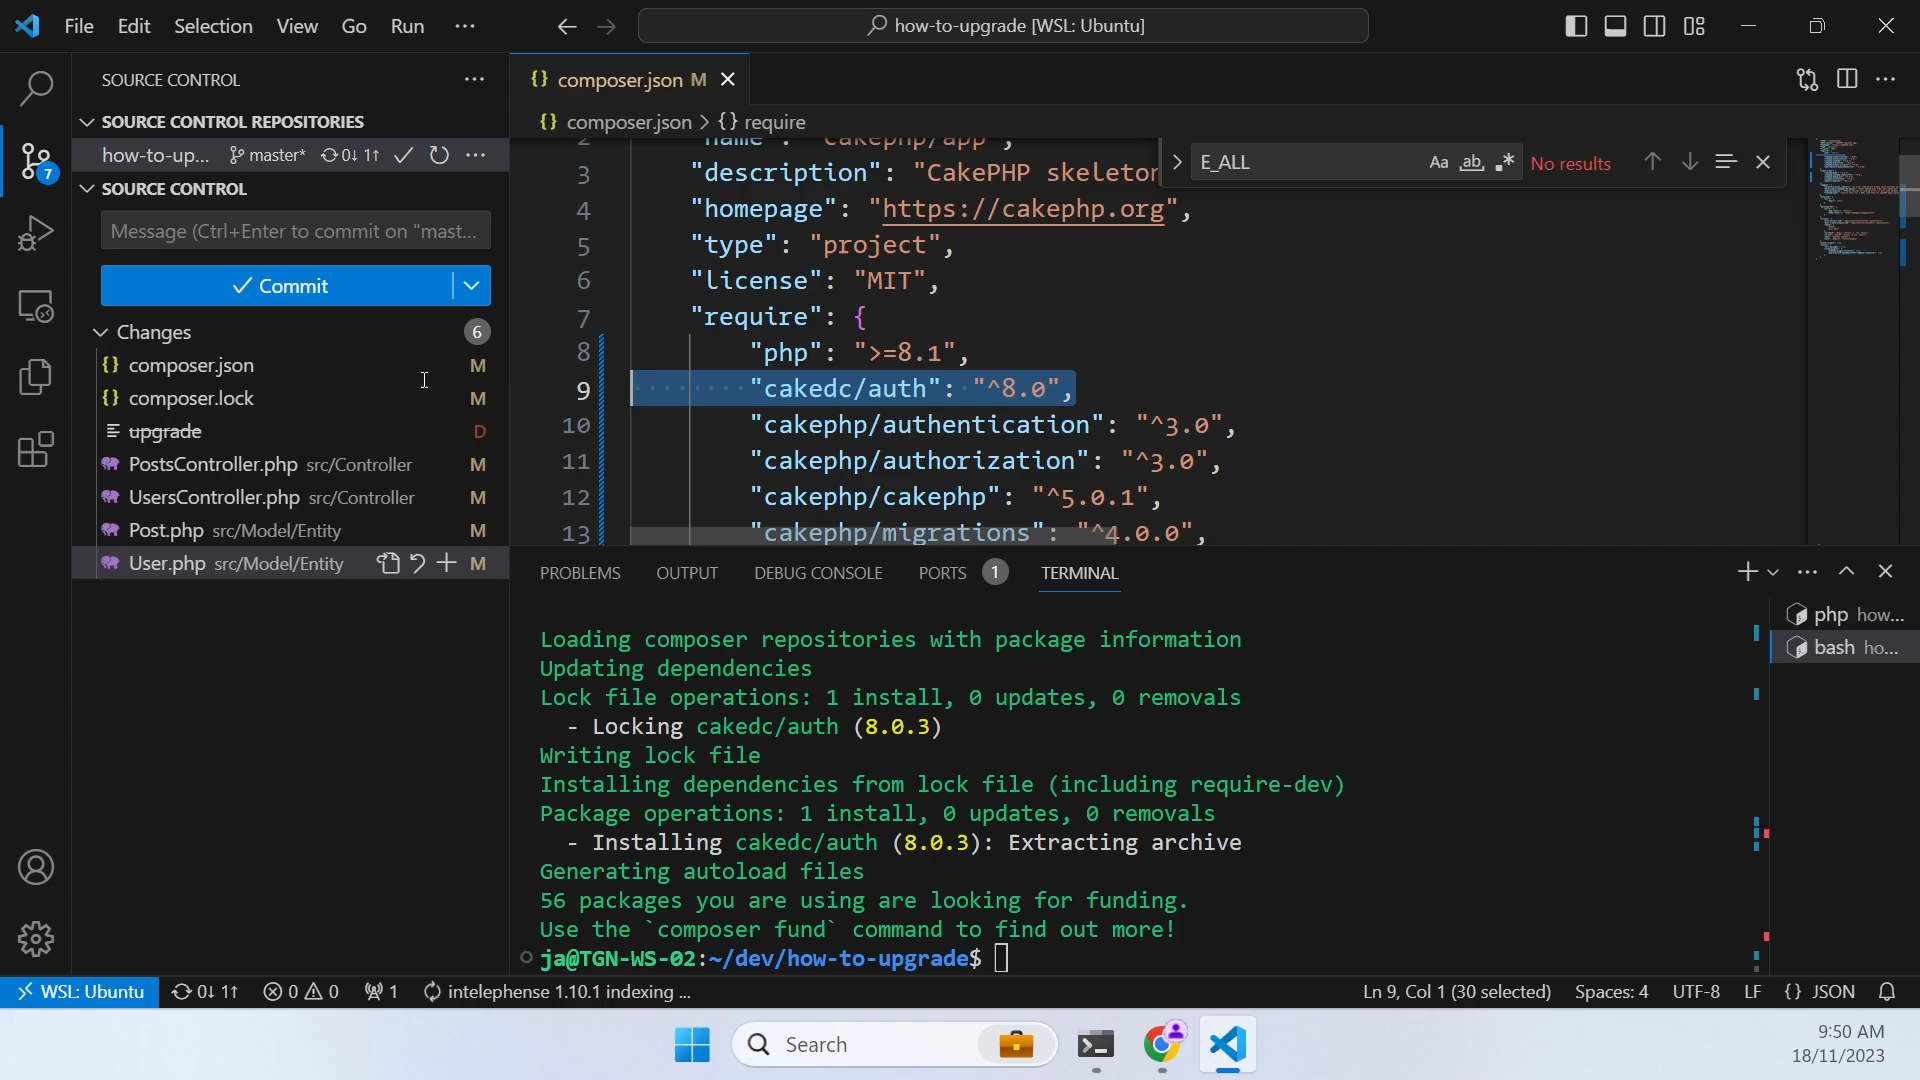 File Edit Selection View Go Run ···
how-to-upgrade [WSL: Ubuntu]
SOURCE CONTROL
SOURCE CONTROL REPOSITORIES
how-to-up... master* 0↓ 1↑
SOURCE CONTROL
Message (Ctrl+Enter to commit on "mast...
Commit
Changes 6
composer.json M
composer.lock M
upgrade D
PostsController.php src/Controller M
UsersController.php src/Controller M
Post.php src/Model/Entity M
User.php src/Model/Entity M
7
{} composer.json M
{} composer.json > {} require
E_ALL
Aa ab .* No results
2 "name": "cakephp/app",
3 "description": "CakePHP skeleton
4 "homepage": "https://cakephp.org",
5 "type": "project",
6 "license": "MIT",
7 "require": {
8 "php": ">=8.1",
9 "cakedc/auth": "^8.0",
10 "cakephp/authentication": "^3.0",
11 "cakephp/authorization": "^3.0",
12 "cakephp/cakephp": "^5.0.1",
13 "cakephp/migrations": "^4.0.0",
PROBLEMS OUTPUT DEBUG CONSOLE PORTS 1 TERMINAL
php how...
bash ho...
Loading composer repositories with package information
Updating dependencies
Lock file operations: 1 install, 0 updates, 0 removals
- Locking cakedc/auth (8.0.3)
Writing lock file
Installing dependencies from lock file (including require-dev)
Package operations: 1 install, 0 updates, 0 removals
- Installing cakedc/auth (8.0.3): Extracting archive
Generating autoload files
56 packages you are using are looking for funding.
Use the `composer fund` command to find out more!
ja@TGN-WS-02:~/dev/how-to-upgrade$
WSL: Ubuntu 0↓ 1↑ 0 0 1 intelephense 1.10.1 indexing ...
Ln 9, Col 1 (30 selected) Spaces: 4 UTF-8 LF {} JSON
Search
9:50 AM
18/11/2023